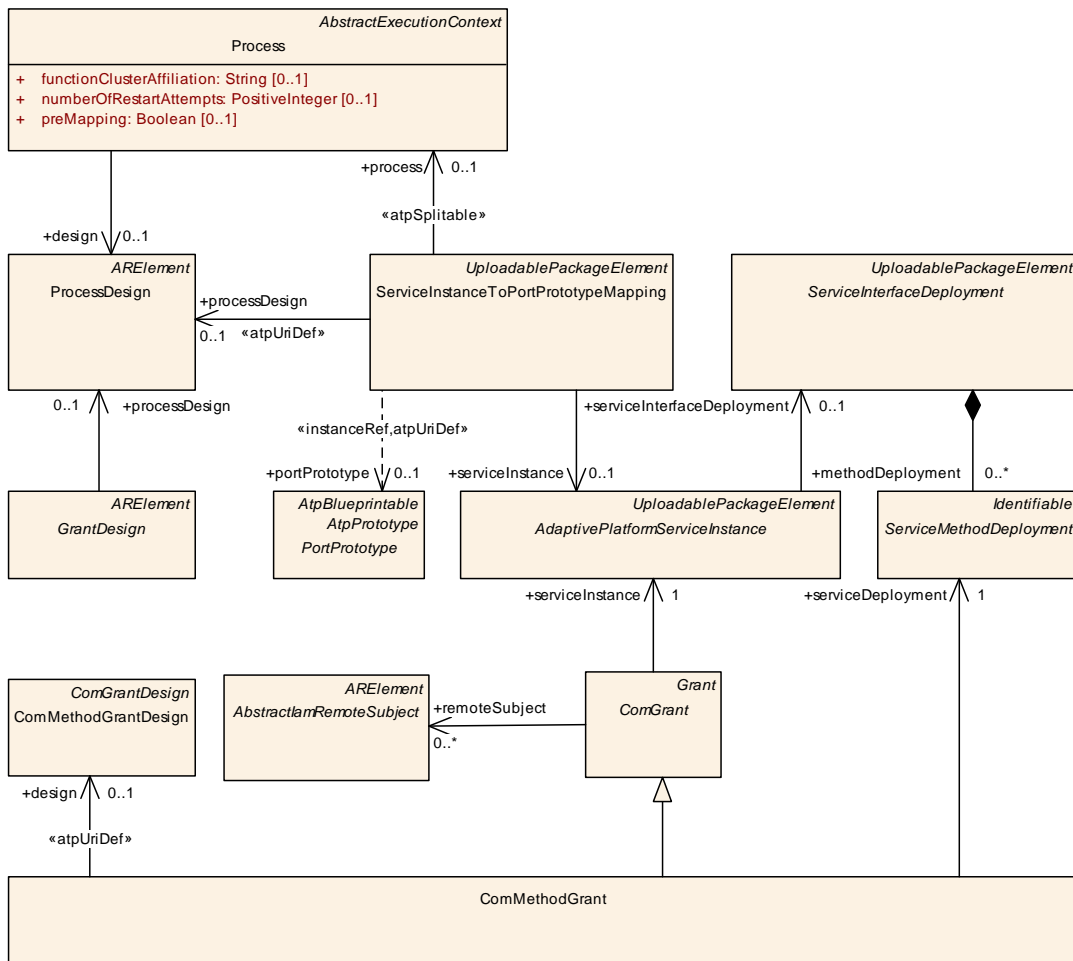 AbstractExecutionContext
Process
+ functionClusterAffiliation: String [0..1]
+ numberOfRestartAttempts: PositiveInteger [0..1]
+ preMapping: Boolean [0..1]
+process 0..1
«atpSplitable»
+design 0..1
ARElement
ProcessDesign
UploadablePackageElement
ServiceInstanceToPortPrototypeMapping
UploadablePackageElement
ServiceInterfaceDeployment
+processDesign
0..1
«atpUriDef»
0..1 +processDesign
«instanceRef,atpUriDef»
+portPrototype 0..1
+serviceInstance 0..1
+serviceInterfaceDeployment 0..1
+methodDeployment 0..*
ARElement
GrantDesign
AtpBlueprintable
AtpPrototype
PortPrototype
UploadablePackageElement
AdaptivePlatformServiceInstance
Identifiable
ServiceMethodDeployment
+serviceInstance 1
+serviceDeployment 1
ComGrantDesign
ComMethodGrantDesign
ARElement
AbstractIamRemoteSubject
+remoteSubject
0..*
Grant
ComGrant
+design 0..1
«atpUriDef»
ComMethodGrant